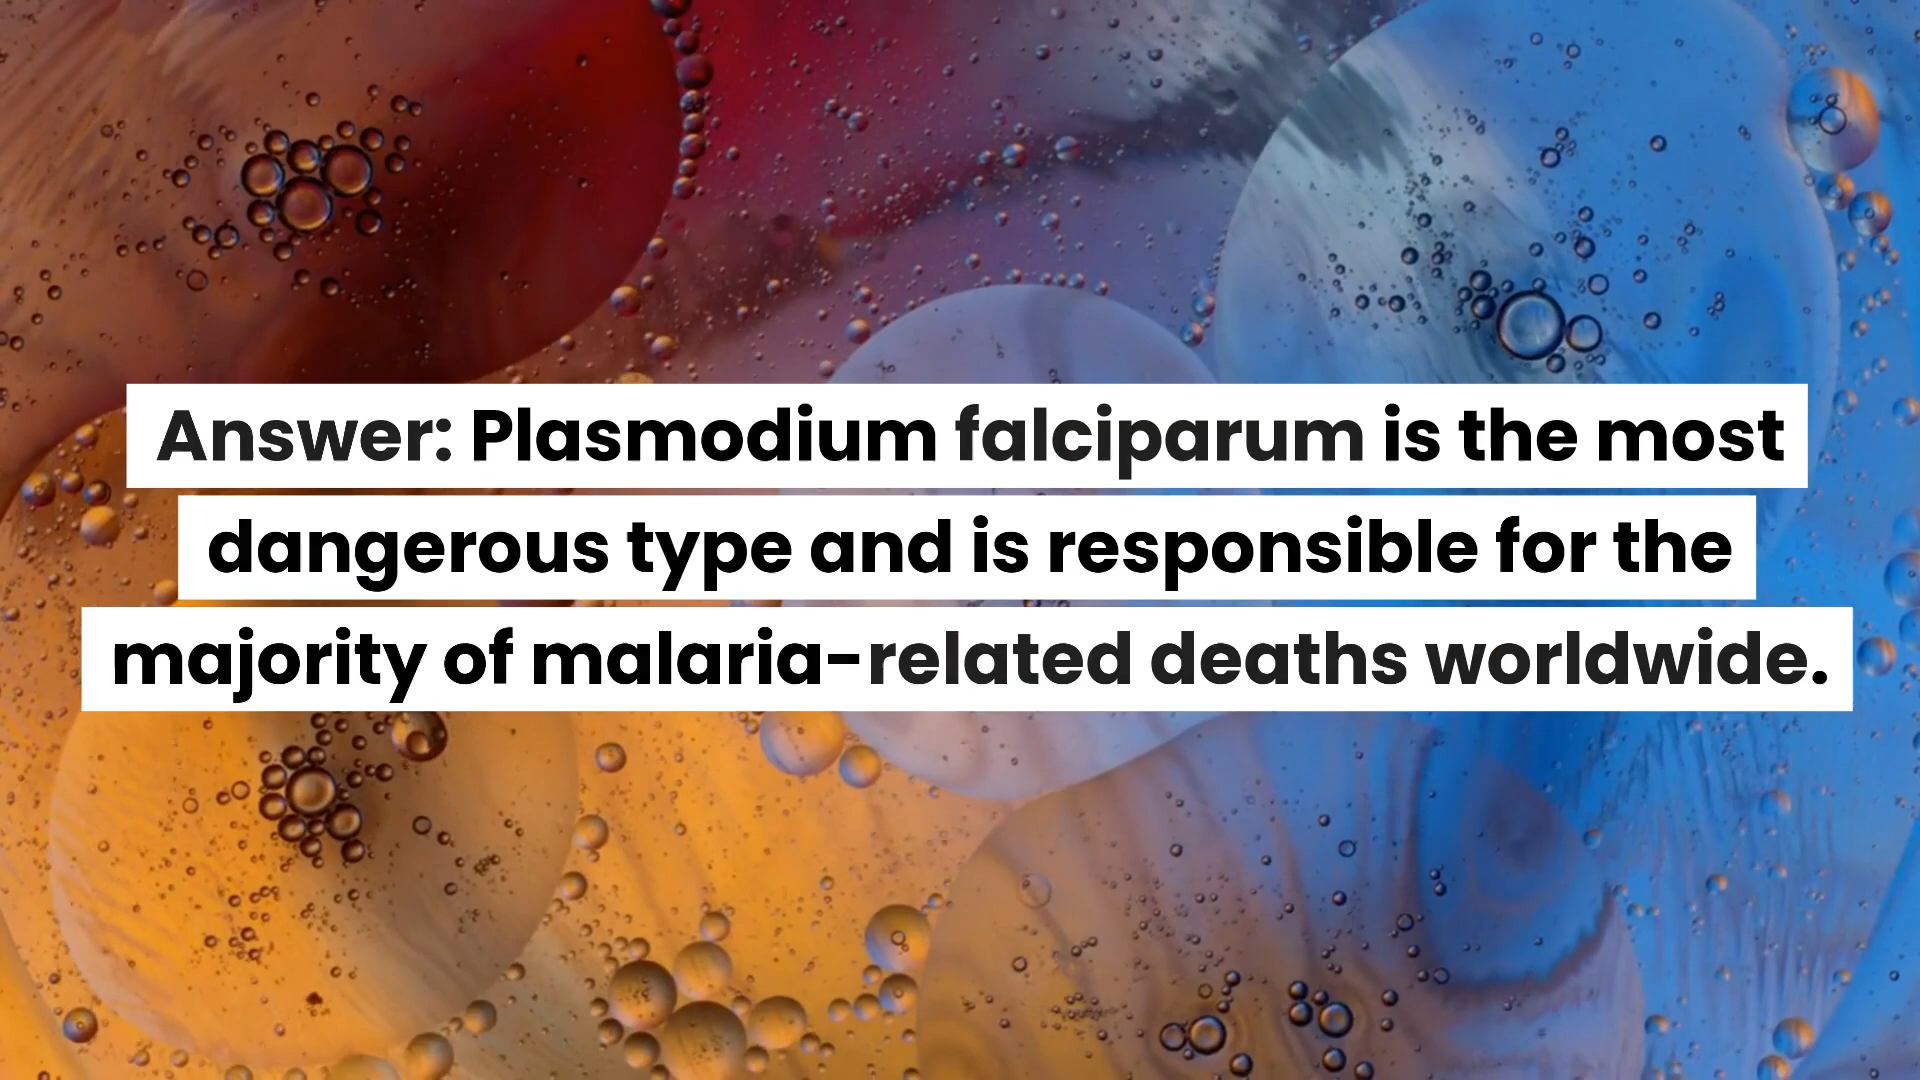 Answer: Plasmodium falciparum is the most
dangerous type and is responsible for the
majority of malaria-related deaths worldwide.